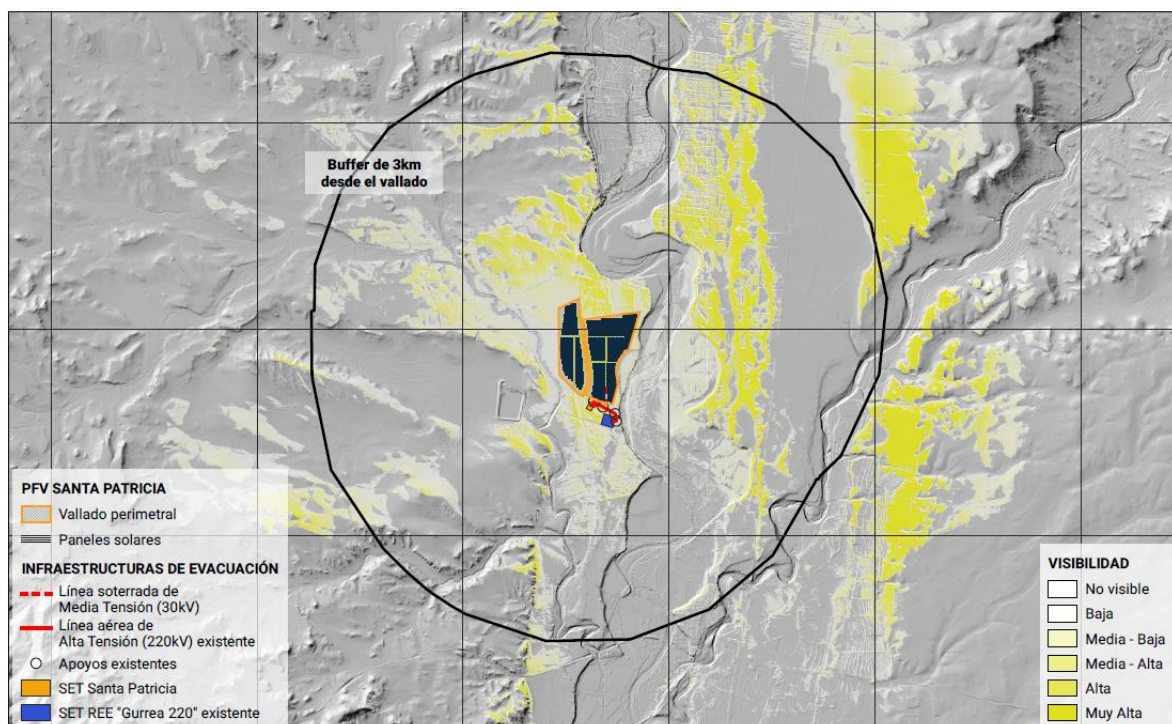 Buffer de 3km
desde el vallado
PFV SANTA PATRICIA
Vallado perimetral
Paneles solares
INFRAESTRUCTURAS DE EVACUACIÓN
Línea soterrada de
Media Tensión (30kV)
Línea aérea de
Alta Tensión (220kV) existente
Apoyos existentes
SET Santa Patricia
SET REE "Gurrea 220" existente
VISIBILIDAD
No visible
Baja
Media - Baja
Media - Alta
Alta
Muy Alta